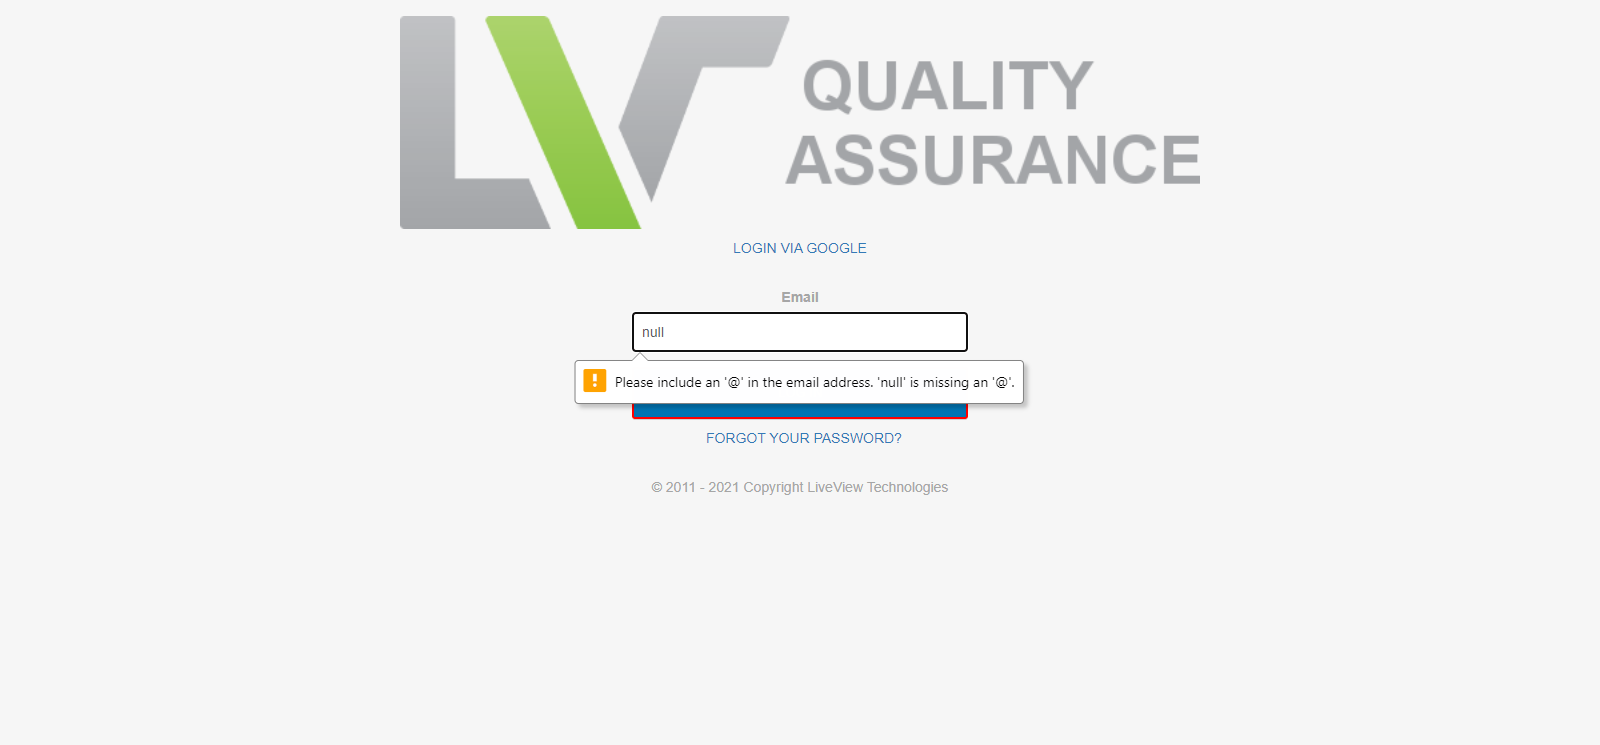 LVT QUALITY
ASSURANCE
LOGIN VIA GOOGLE
Email
null
Please include an '@' in the email address. 'null' is missing an '@'.
FORGOT YOUR PASSWORD?
© 2011 - 2021 Copyright LiveView Technologies